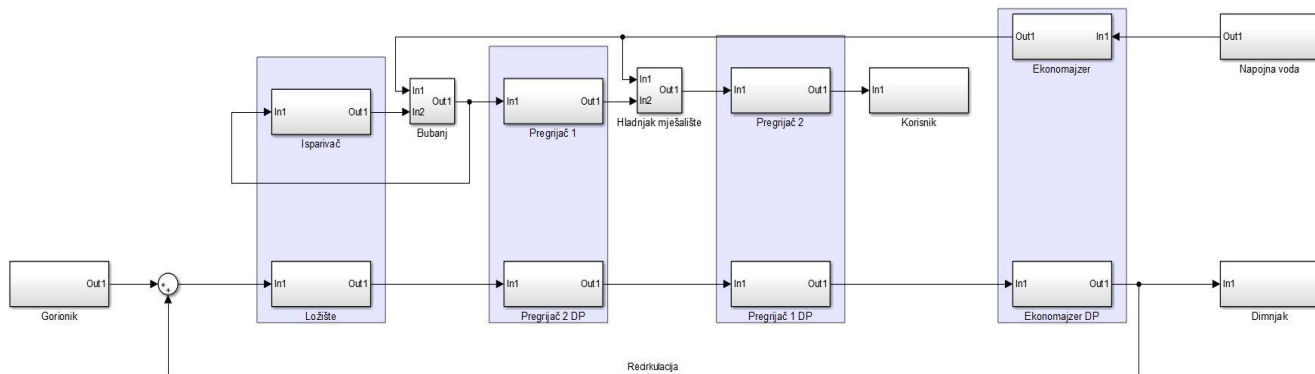 Out1 In1
Ekonomajzer
Out1
Napojna voda
In1 Out1
Isparivač
In1
In2
Out1
Bubanj
In1 Out1
Pregrijač 1
In1
In2
Out1
Hladnjak mješalište
In1 Out1
Pregrijač 2
In1
Korisnik
Out1
Gorionik
In1 Out1
Ložište
In1 Out1
Pregrijač 2 DP
In1 Out1
Pregrijač 1 DP
In1 Out1
Ekonomajzer DP
In1
Dimnjak
Recirkulacija